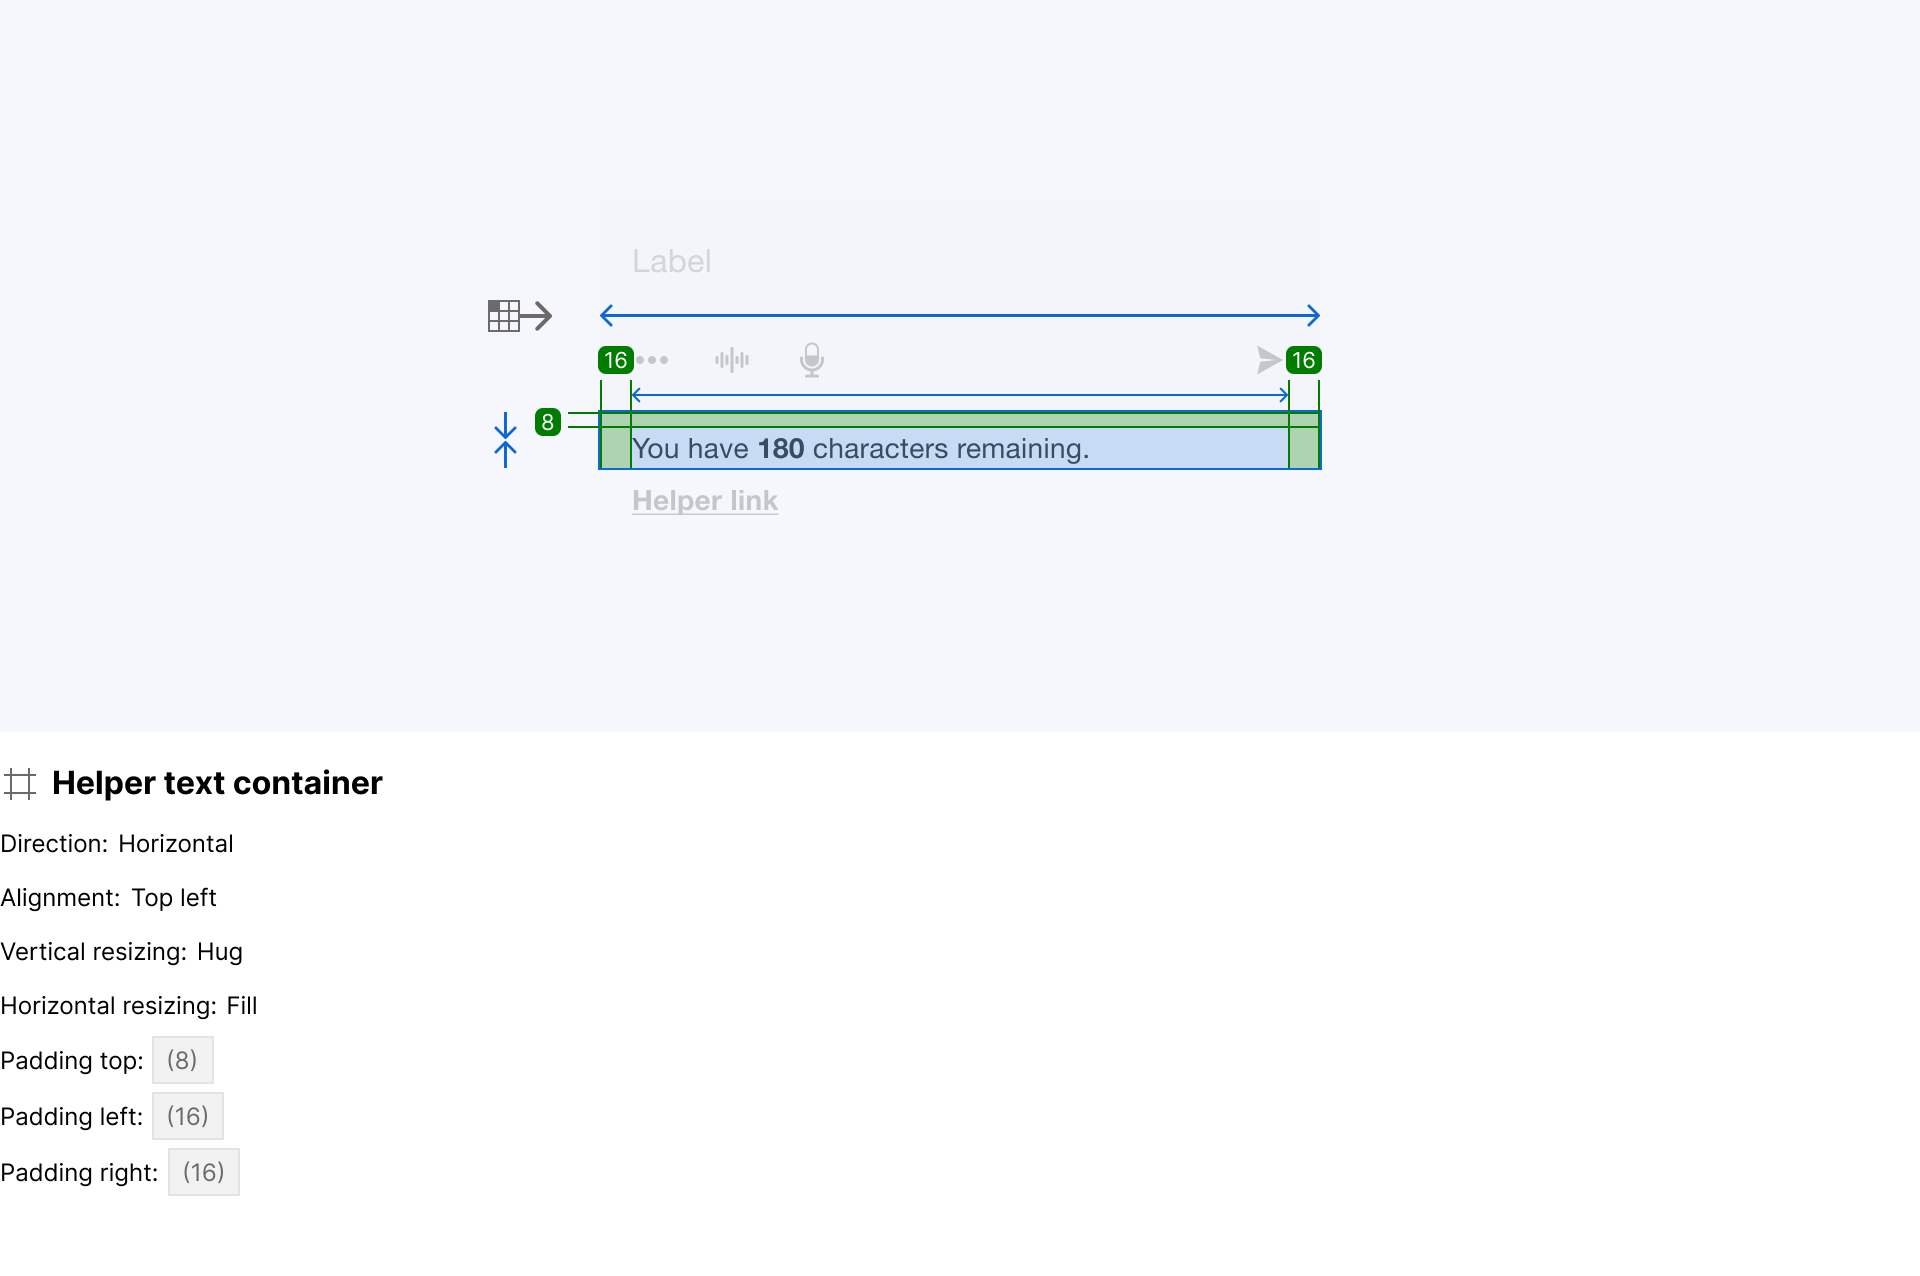 Label
16
16
8
You have 180 characters remaining.
Helper link
Helper text container
Direction: Horizontal
Alignment: Top left
Vertical resizing: Hug
Horizontal resizing: Fill
Padding top: (8)
Padding left: (16)
Padding right: (16)